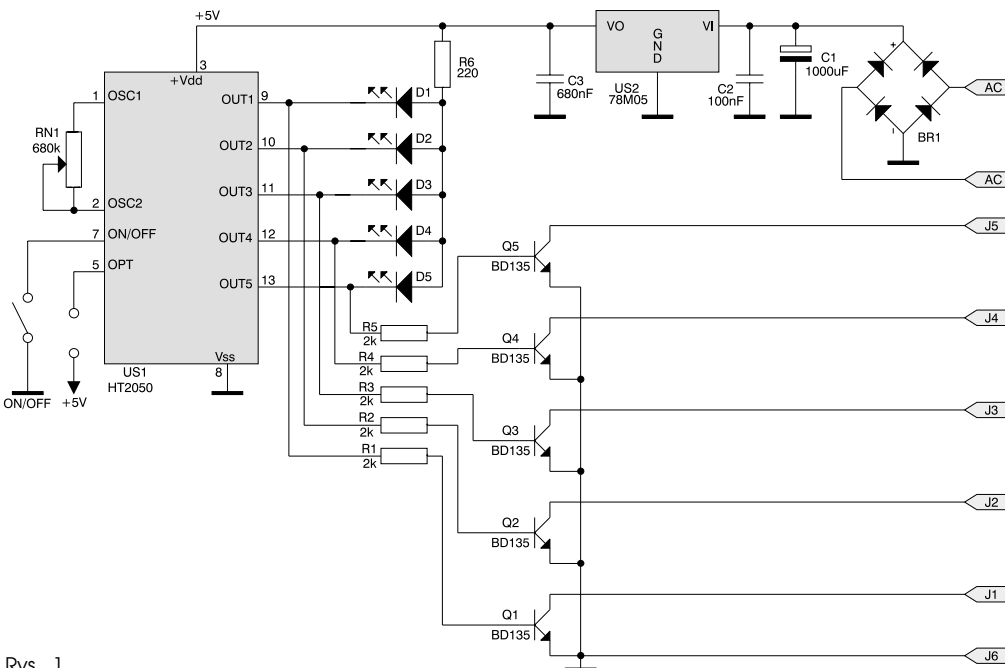 +5V
3
+Vdd
1
OSC1
RN1
680k
2
OSC2
7
ON/OFF
5
OPT
ON/OFF
+5V
US1
HT2050
Vss
8
OUT1
9
OUT2
10
OUT3
11
OUT4
12
OUT5
13
R6
220
D1
D2
D3
D4
D5
R5
2k
R4
2k
R3
2k
R2
2k
R1
2k
C3
680nF
VO
GND
VI
US2
78M05
C2
100nF
C1
1000uF
+
-
BR1
AC
AC
Q5
BD135
J5
Q4
BD135
J4
Q3
BD135
J3
Q2
BD135
J2
Q1
BD135
J1
J6
Rys. 1